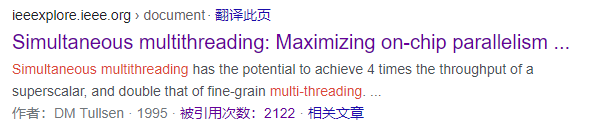 ieeexplore.ieee.org › document · 翻译此页
Simultaneous multithreading: Maximizing on-chip parallelism ...
Simultaneous multithreading has the potential to achieve 4 times the throughput of a
superscalar, and double that of fine-grain multi-threading. ...
作者：DM Tullsen · 1995 · 被引用次数：2122 · 相关文章